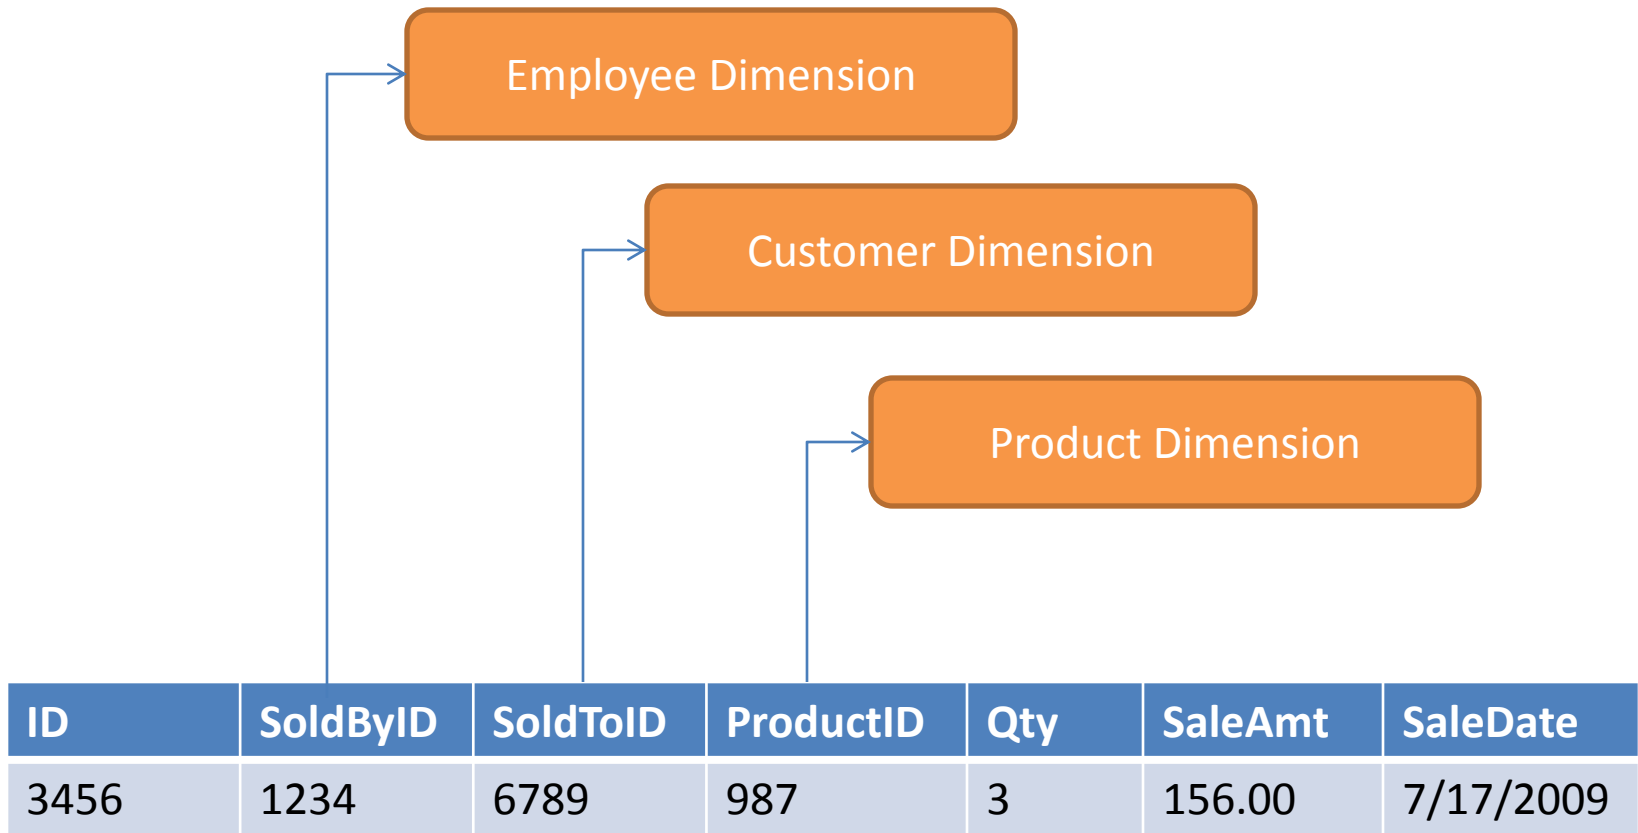 Employee Dimension
Customer Dimension
Product Dimension
ID SoldByID SoldToID ProductID Qty SaleAmt SaleDate
3456 1234 6789 987 3 156.00 7/17/2009